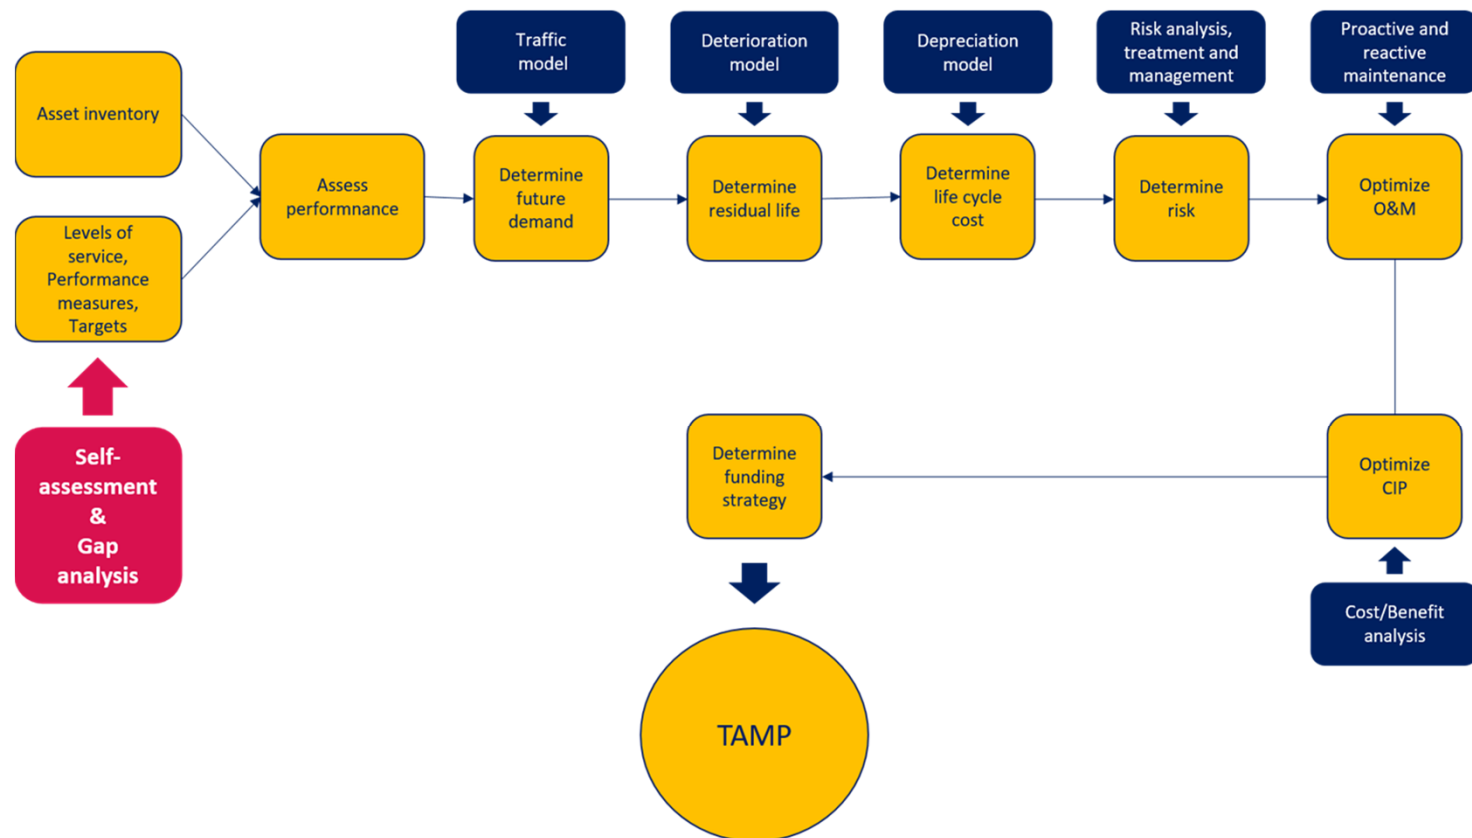 Traffic
model
Deterioration
model
Depreciation
model
Risk analysis,
treatment and
management
Proactive and
reactive
maintenance
Asset inventory
Levels of
service,
Performance
measures,
Targets
Assess
performnance
Determine
future
demand
Determine
residual life
Determine
life cycle
cost
Determine
risk
Optimize
O&M
Self-
assessment
&
Gap
analysis
Determine
funding
strategy
Optimize
CIP
Cost/Benefit
analysis
TAMP